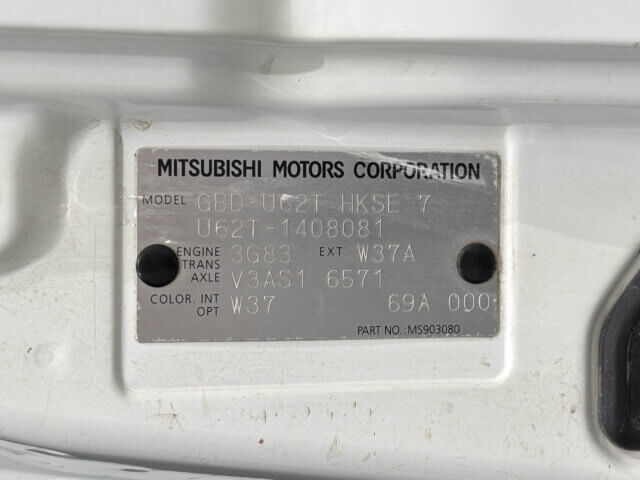 MITSUBISHI MOTORS CORPORATION
MODEL GBD-U62T HKSE 7
U62T-1408081
ENGINE 3G83 EXT W37A
TRANS AXLE V3AS1 6571
COLOR. INT OPT W37 69A 000
PART NO.: MS903080